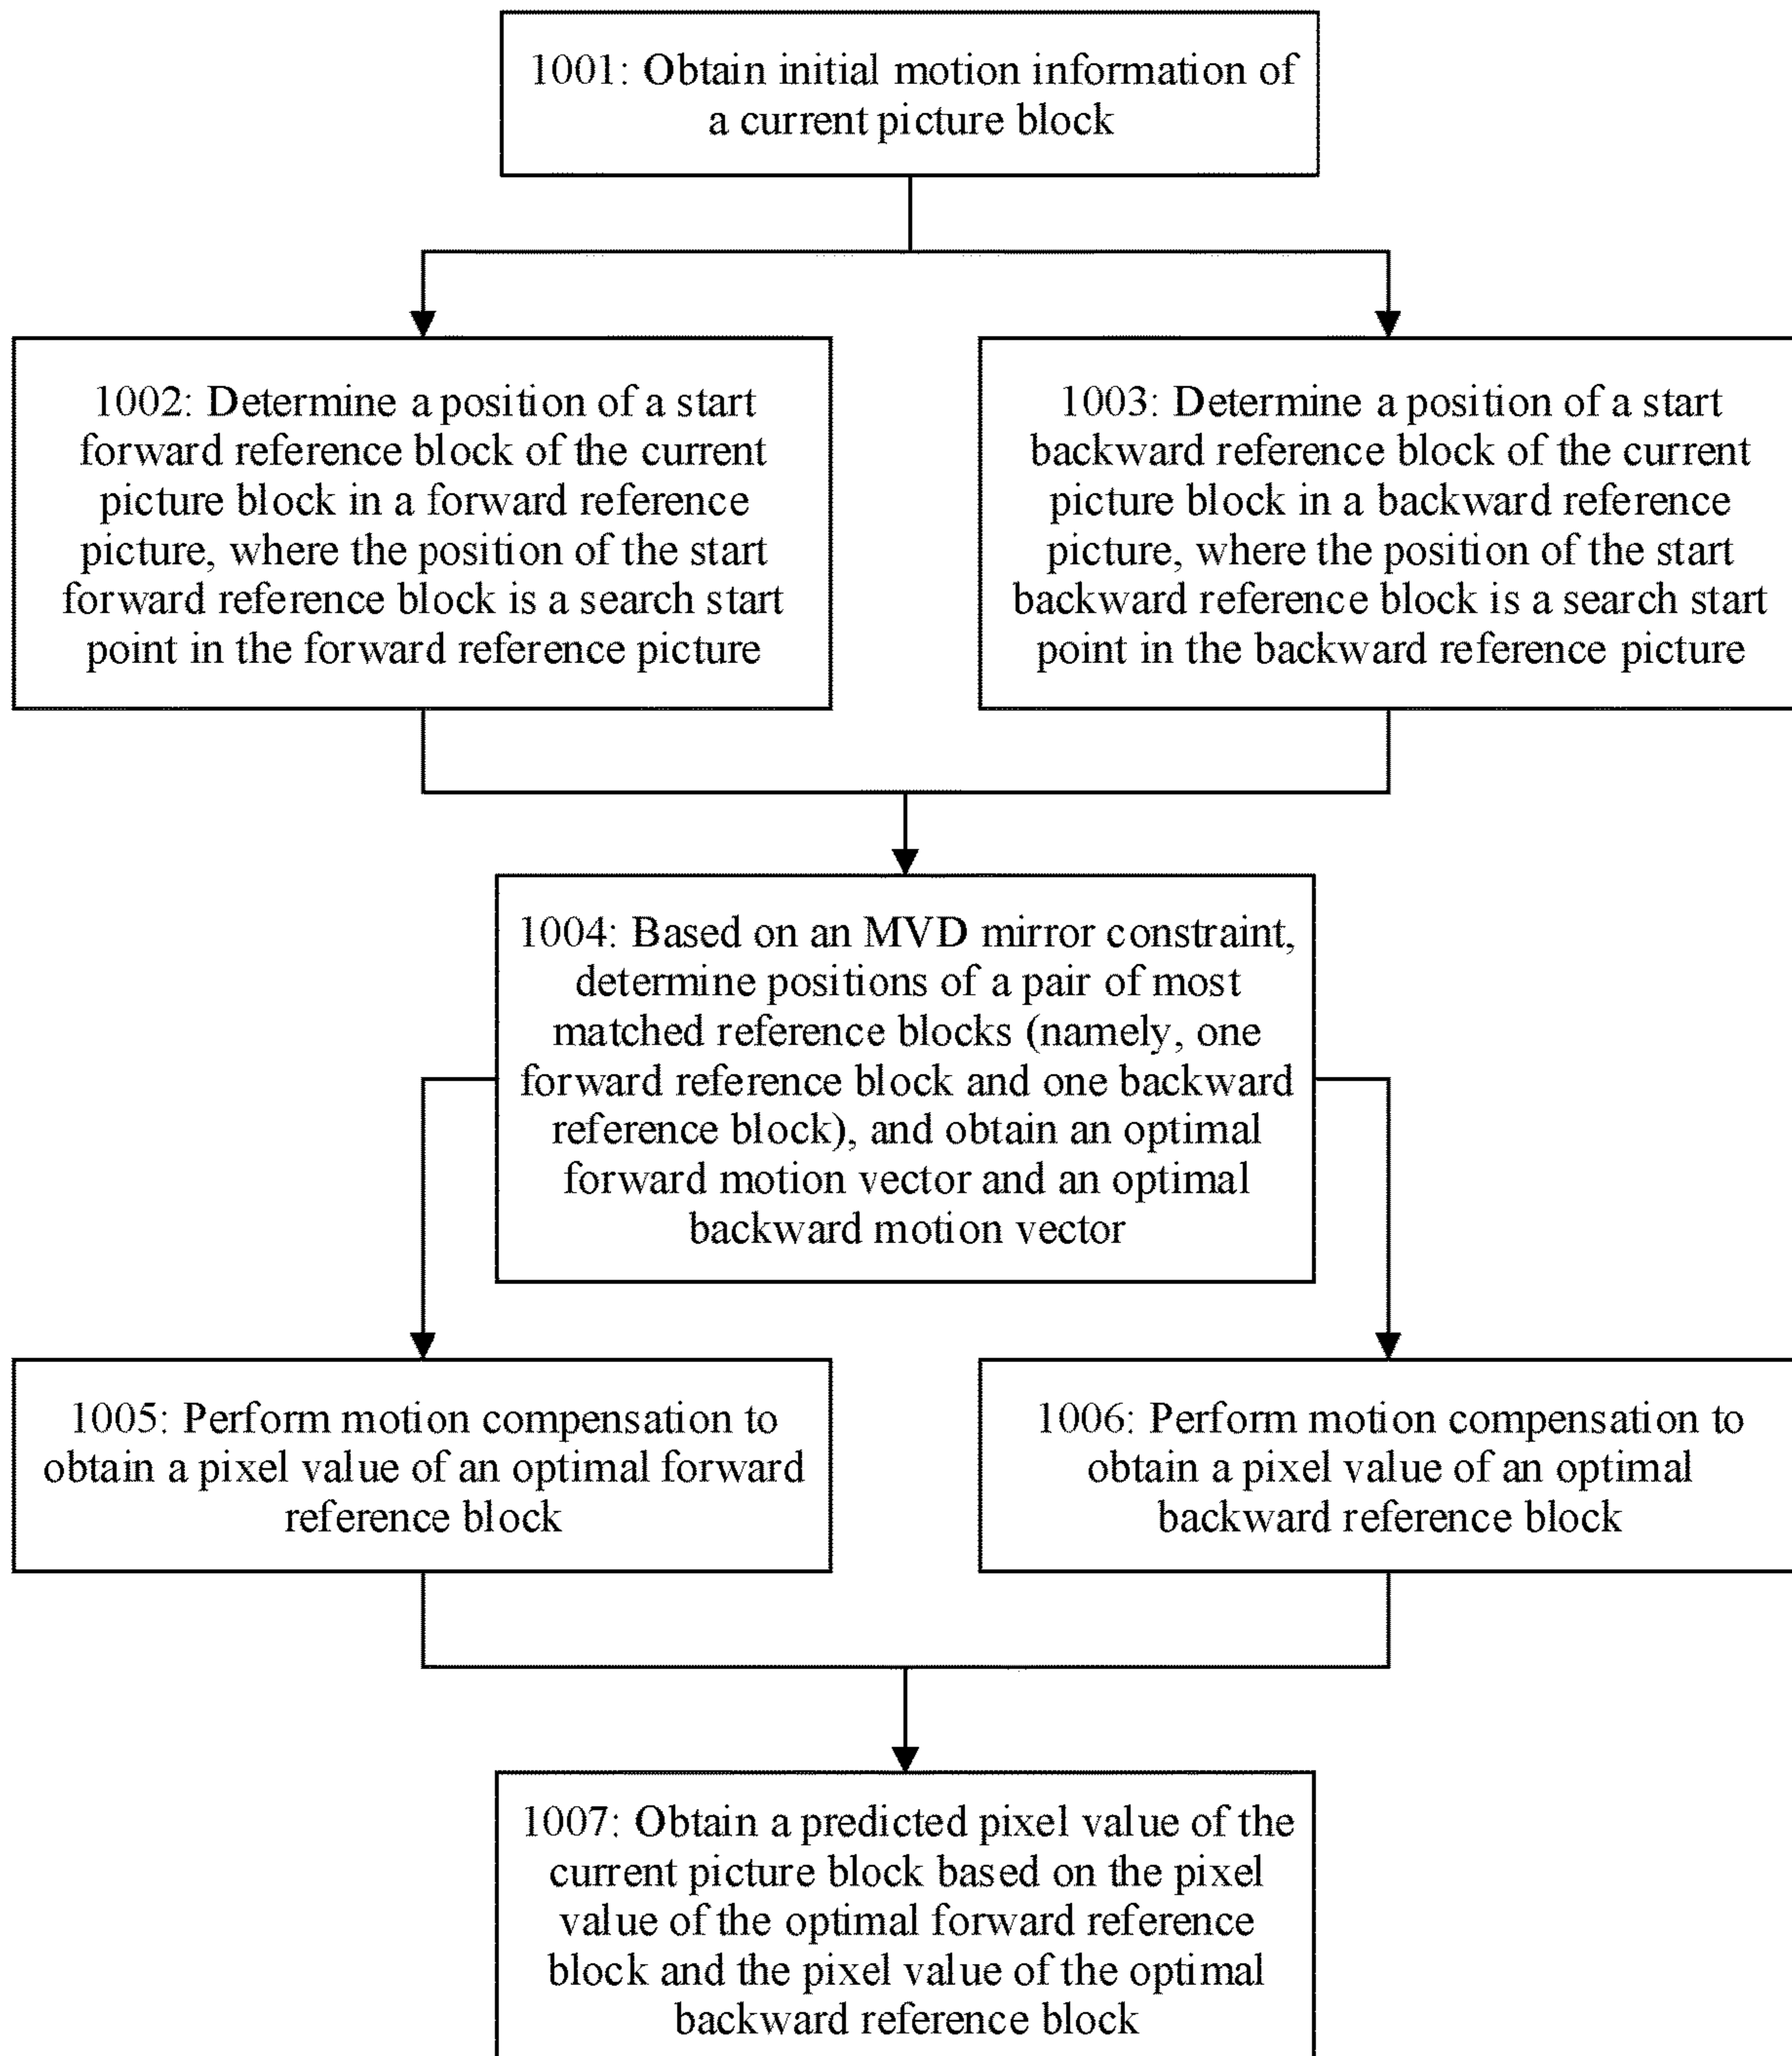 1001: Obtain initial motion information of
a current picture block
1002: Determine a position of a start
forward reference block of the current
picture block in a forward reference
picture, where the position of the start
forward reference block is a search start
point in the forward reference picture
1003: Determine a position of a start
backward reference block of the current
picture block in a backward reference
picture, where the position of the start
backward reference block is a search start
point in the backward reference picture
1004: Based on an MVD mirror constraint,
determine positions of a pair of most
matched reference blocks (namely, one
forward reference block and one backward
reference block), and obtain an optimal
forward motion vector and an optimal
backward motion vector
1005: Perform motion compensation to
obtain a pixel value of an optimal forward
reference block
1006: Perform motion compensation to
obtain a pixel value of an optimal
backward reference block
1007: Obtain a predicted pixel value of the
current picture block based on the pixel
value of the optimal forward reference
block and the pixel value of the optimal
backward reference block